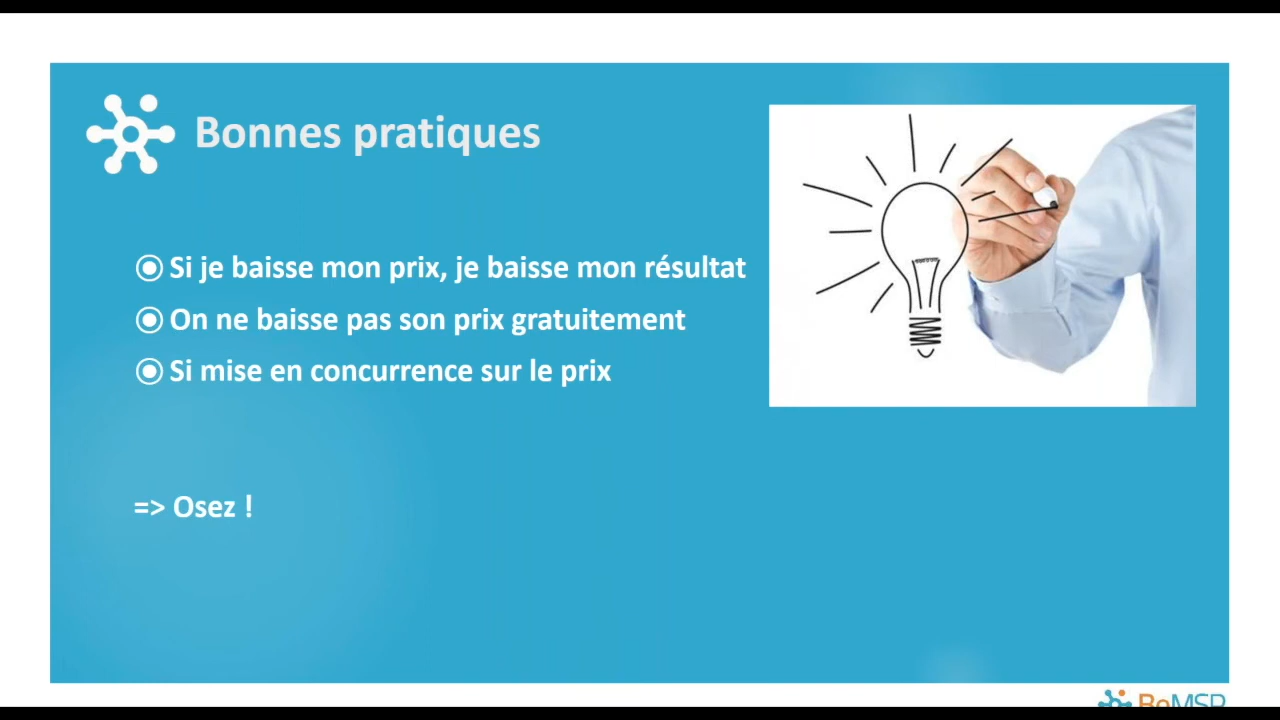 Bonnes pratiques
Si je baisse mon prix, je baisse mon résultat
On ne baisse pas son prix gratuitement
Si mise en concurrence sur le prix
=> Osez !
BeMSP